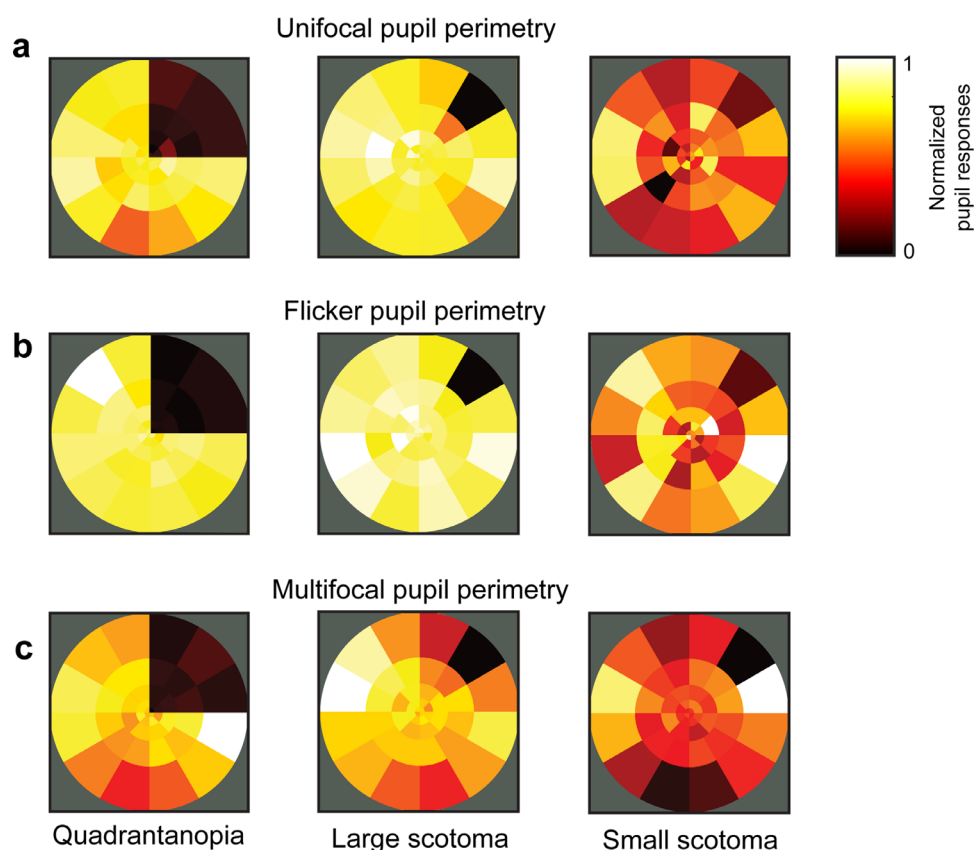 a
Unifocal pupil perimetry
1
0
Normalized
pupil responses
Flicker pupil perimetry
b
Multifocal pupil perimetry
c
Quadrantanopia
Large scotoma
Small scotoma